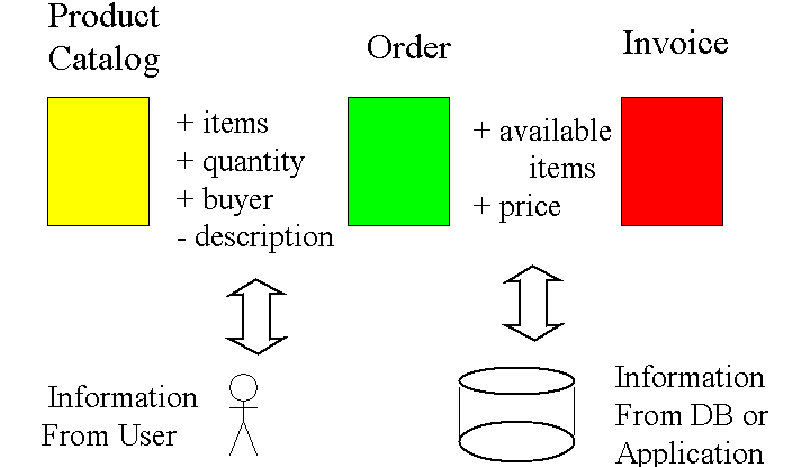 Product
Catalog
Order
Invoice
+ items
+ quantity
+ buyer
- description
+ available
items
+ price
Information
From User
Information
From DB or
Application